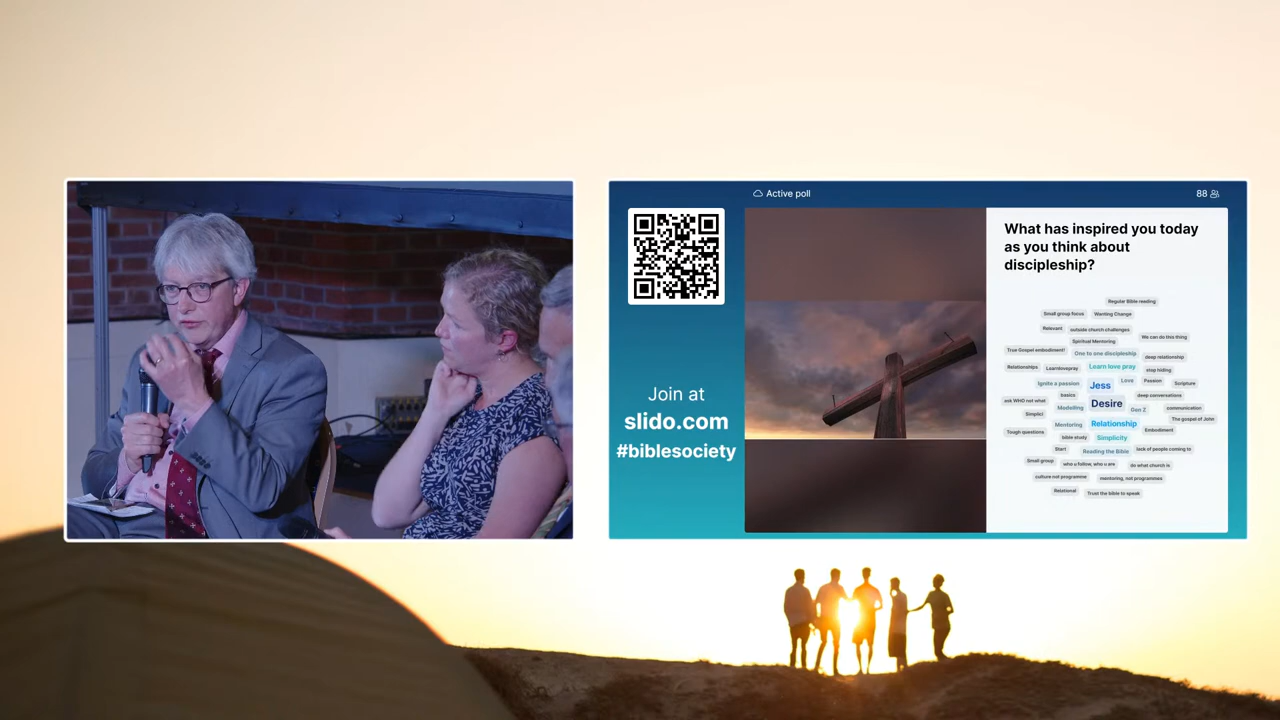 Active poll
88
Join at
slido.com
#biblesociety
What has inspired you today
as you think about
discipleship?
Regular Bible reading
Small group focus
Wanting Change
Relevant
outside church challenges
We can do this thing
Spiritual Mentoring
True Gospel embodiment!
One to one discipleship
deep relationship
Relationships
Learnlovepray
Learn love pray
stop hiding
Ignite a passion
Jess
Love
Passion
Scripture
basics
deep conversations
ask WHO not what
Desire
Modelling
Gen Z
communication
Simplici
The gospel of John
Mentoring
Relationship
Tough questions
Embodiment
bible study
Simplicity
Start
Reading the Bible
lack of people coming to
Small group
who u follow, who u are
do what church is
culture not programme
mentoring, not programmes
Relational
Trust the bible to speak